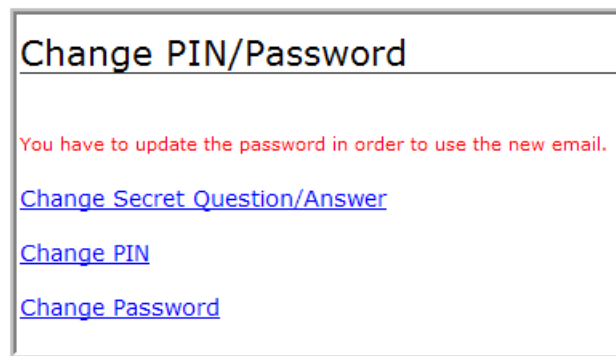 Change PIN/Password
You have to update the password in order to use the new email.
Change Secret Question/Answer
Change PIN
Change Password